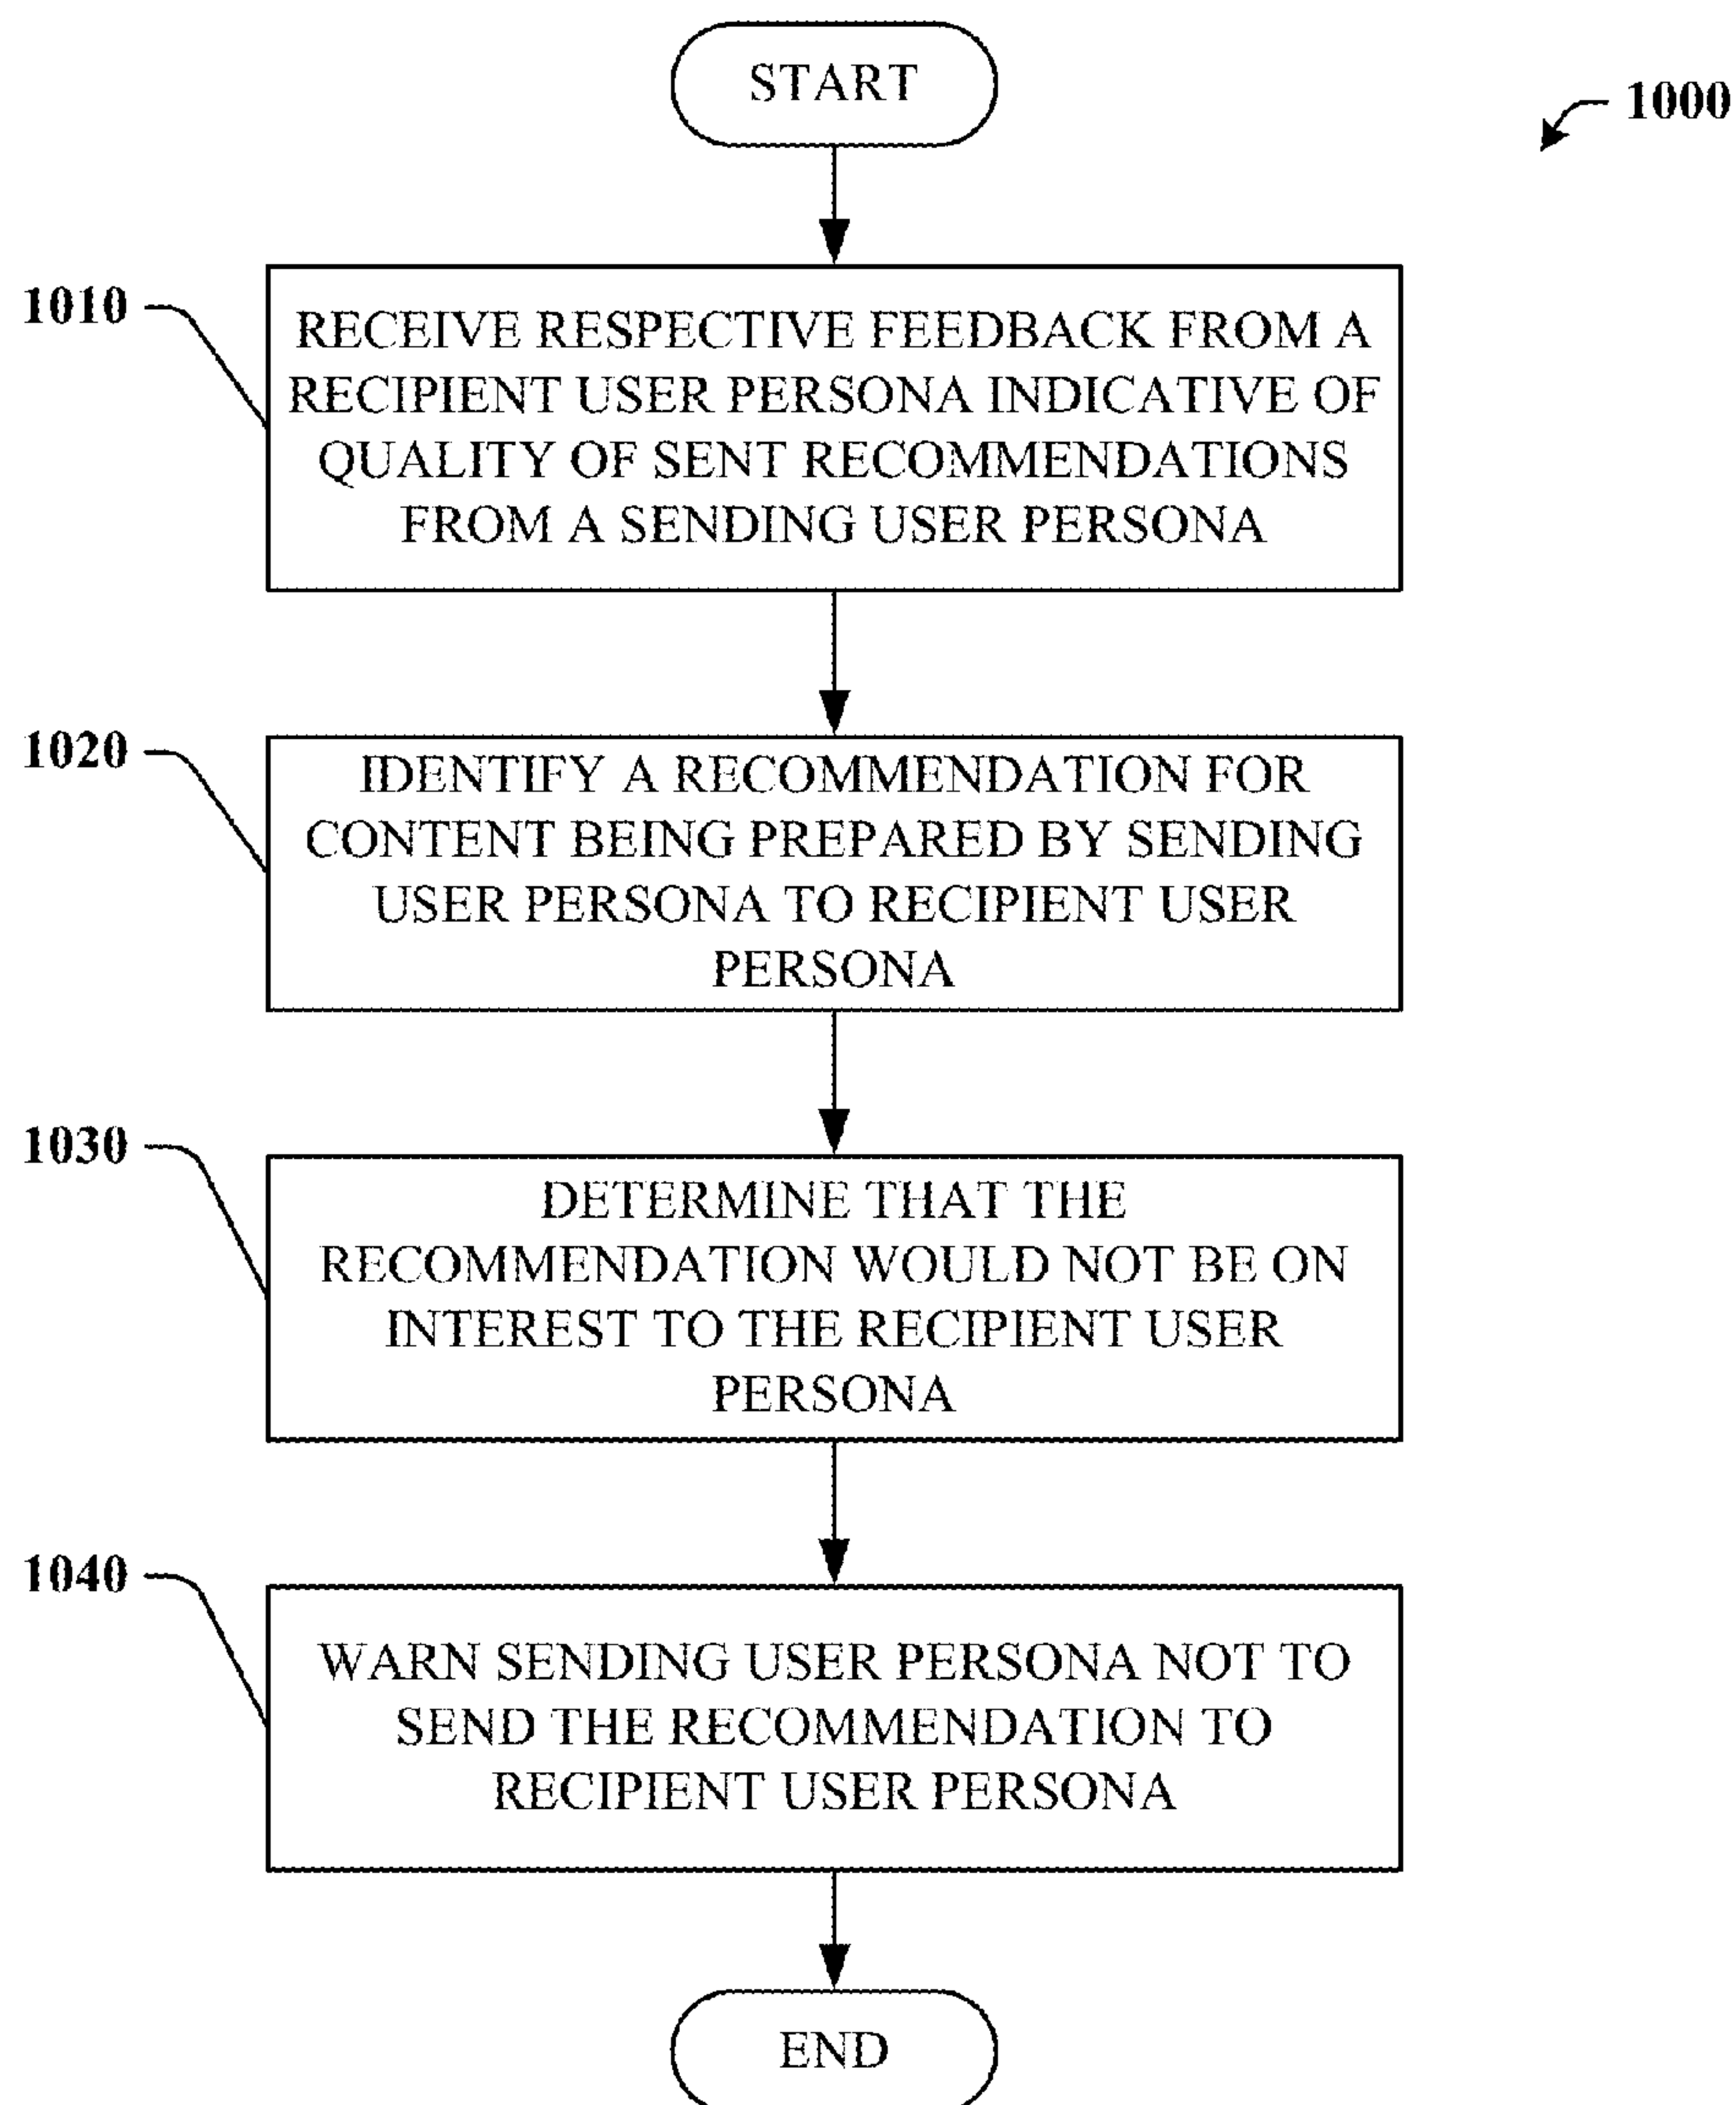 START
1000
1010
RECEIVE RESPECTIVE FEEDBACK FROM A
RECIPIENT USER PERSONA INDICATIVE OF
QUALITY OF SENT RECOMMENDATIONS
FROM A SENDING USER PERSONA
1020
IDENTIFY A RECOMMENDATION FOR
CONTENT BEING PREPARED BY SENDING
USER PERSONA TO RECIPIENT USER
PERSONA
1030
DETERMINE THAT THE
RECOMMENDATION WOULD NOT BE ON
INTEREST TO THE RECIPIENT USER
PERSONA
1040
WARN SENDING USER PERSONA NOT TO
SEND THE RECOMMENDATION TO
RECIPIENT USER PERSONA
END